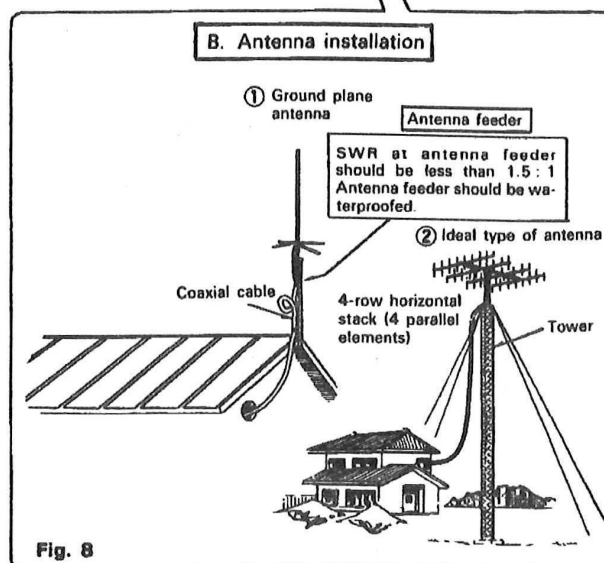 B. Antenna installation
① Ground plane
antenna
Antenna feeder
SWR at antenna feeder
should be less than 1.5 : 1
Antenna feeder should be wa-
terproofed.
② Ideal type of antenna
Coaxial cable
4-row horizontal
stack (4 parallel
elements)
Tower
Fig. 8